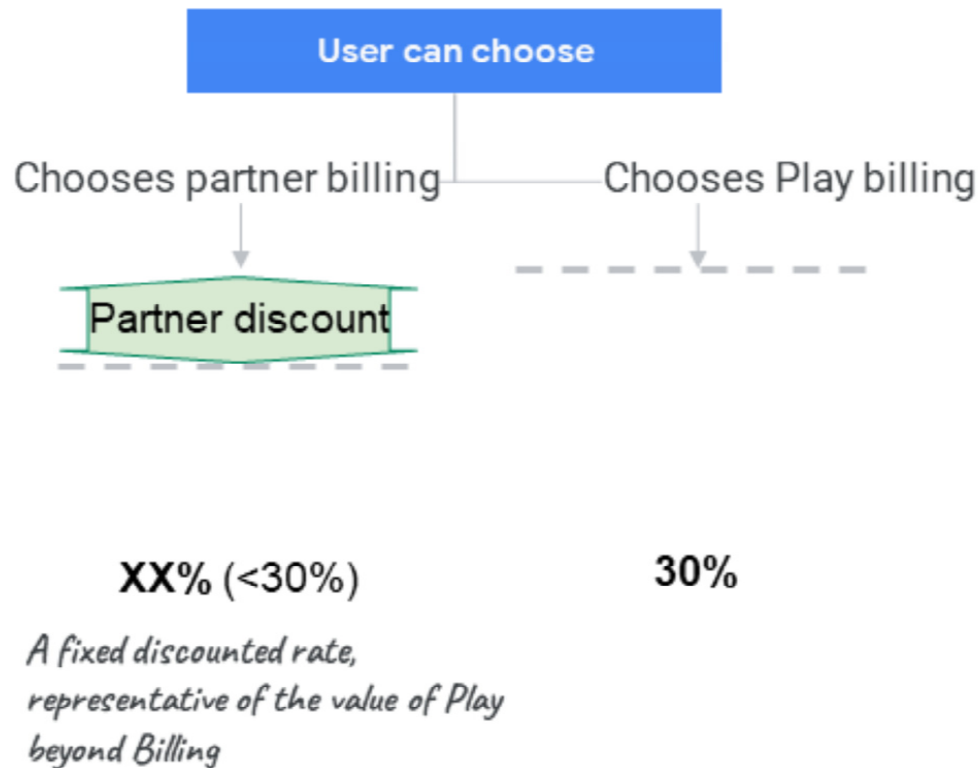 User can choose
Chooses partner billing
Chooses Play billing
Partner discount
XX% (<30%)
30%
A fixed discounted rate,
representative of the value of Play
beyond Billing